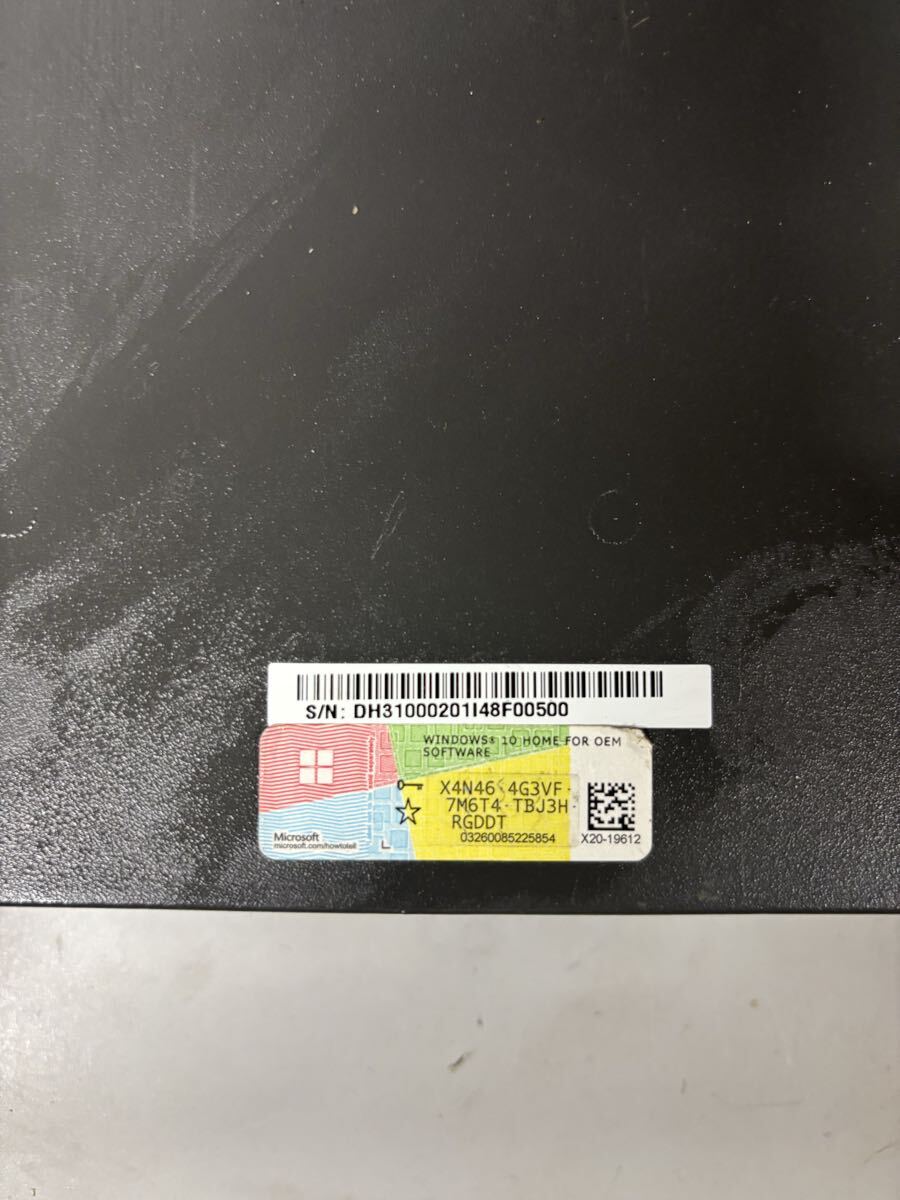 S/N: DH31000201I48F00500
WINDOWS® 10 HOME FOR OEM
SOFTWARE
X4N46 4G3VF-
7M6T4-TBJ3H-
RGDDT
03260085225854
X20-19612
Microsoft
microsoft.com/howtotell
L